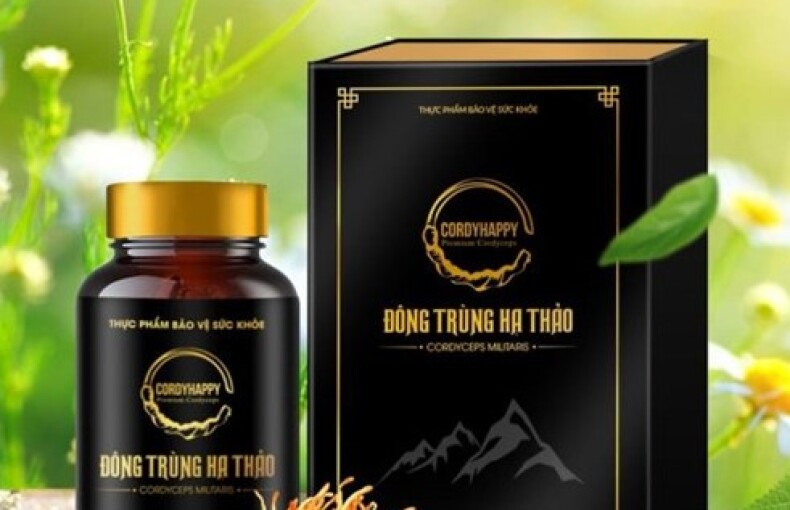 THỰC PHẨM BẢO VỆ SỨC KHỎE
CORDYHAPPY
Premium Cordyceps
ĐÔNG TRÙNG HẠ THẢO
CORDYCEPS MILITARIS
THỰC PHẨM BẢO VỆ SỨC KHỎE
CORDYHAPPY
Premium Cordyceps
ĐÔNG TRÙNG HẠ THẢO
CORDYCEPS MILITARIS